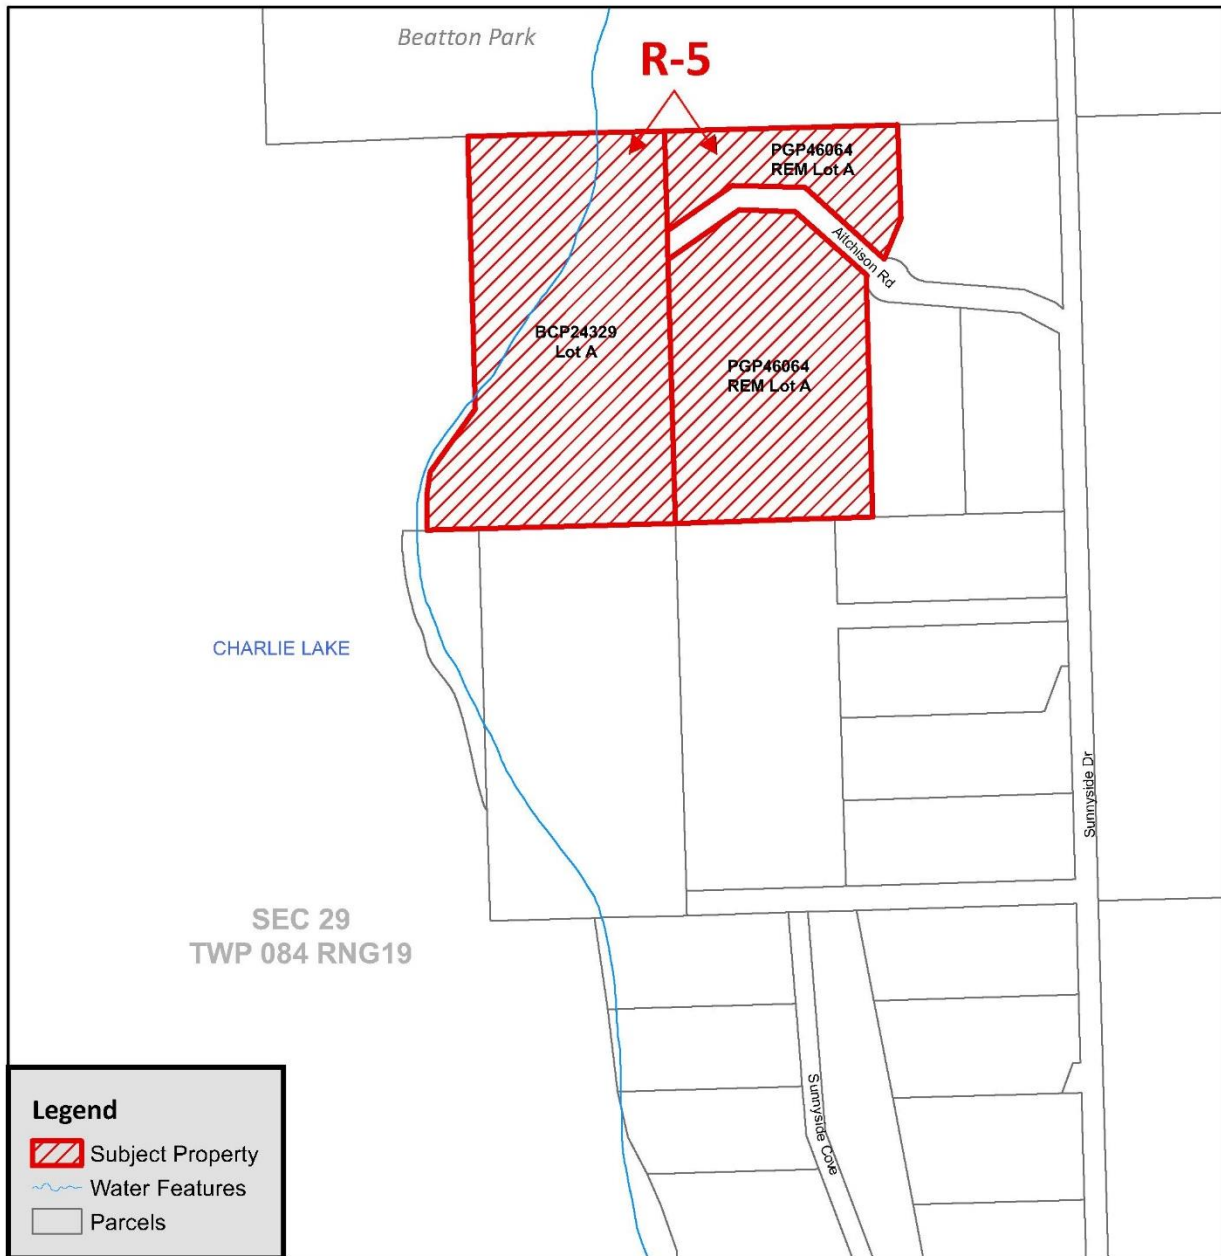 Beatton Park
R-5
PGP46064
REM Lot A
Aitchison Rd
BCP24329
Lot A
PGP46064
REM Lot A
CHARLIE LAKE
Sunnyside Dr
SEC 29
TWP 084 RNG19
Sunnyside Cove
Legend
Subject Property
Water Features
Parcels